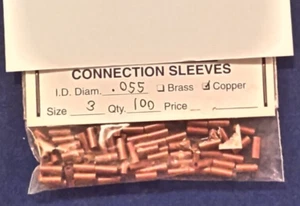 CONNECTION SLEEVES
I.D. Diam. .055 ☐ Brass ☑ Copper
Size 3 Qty. 100 Price